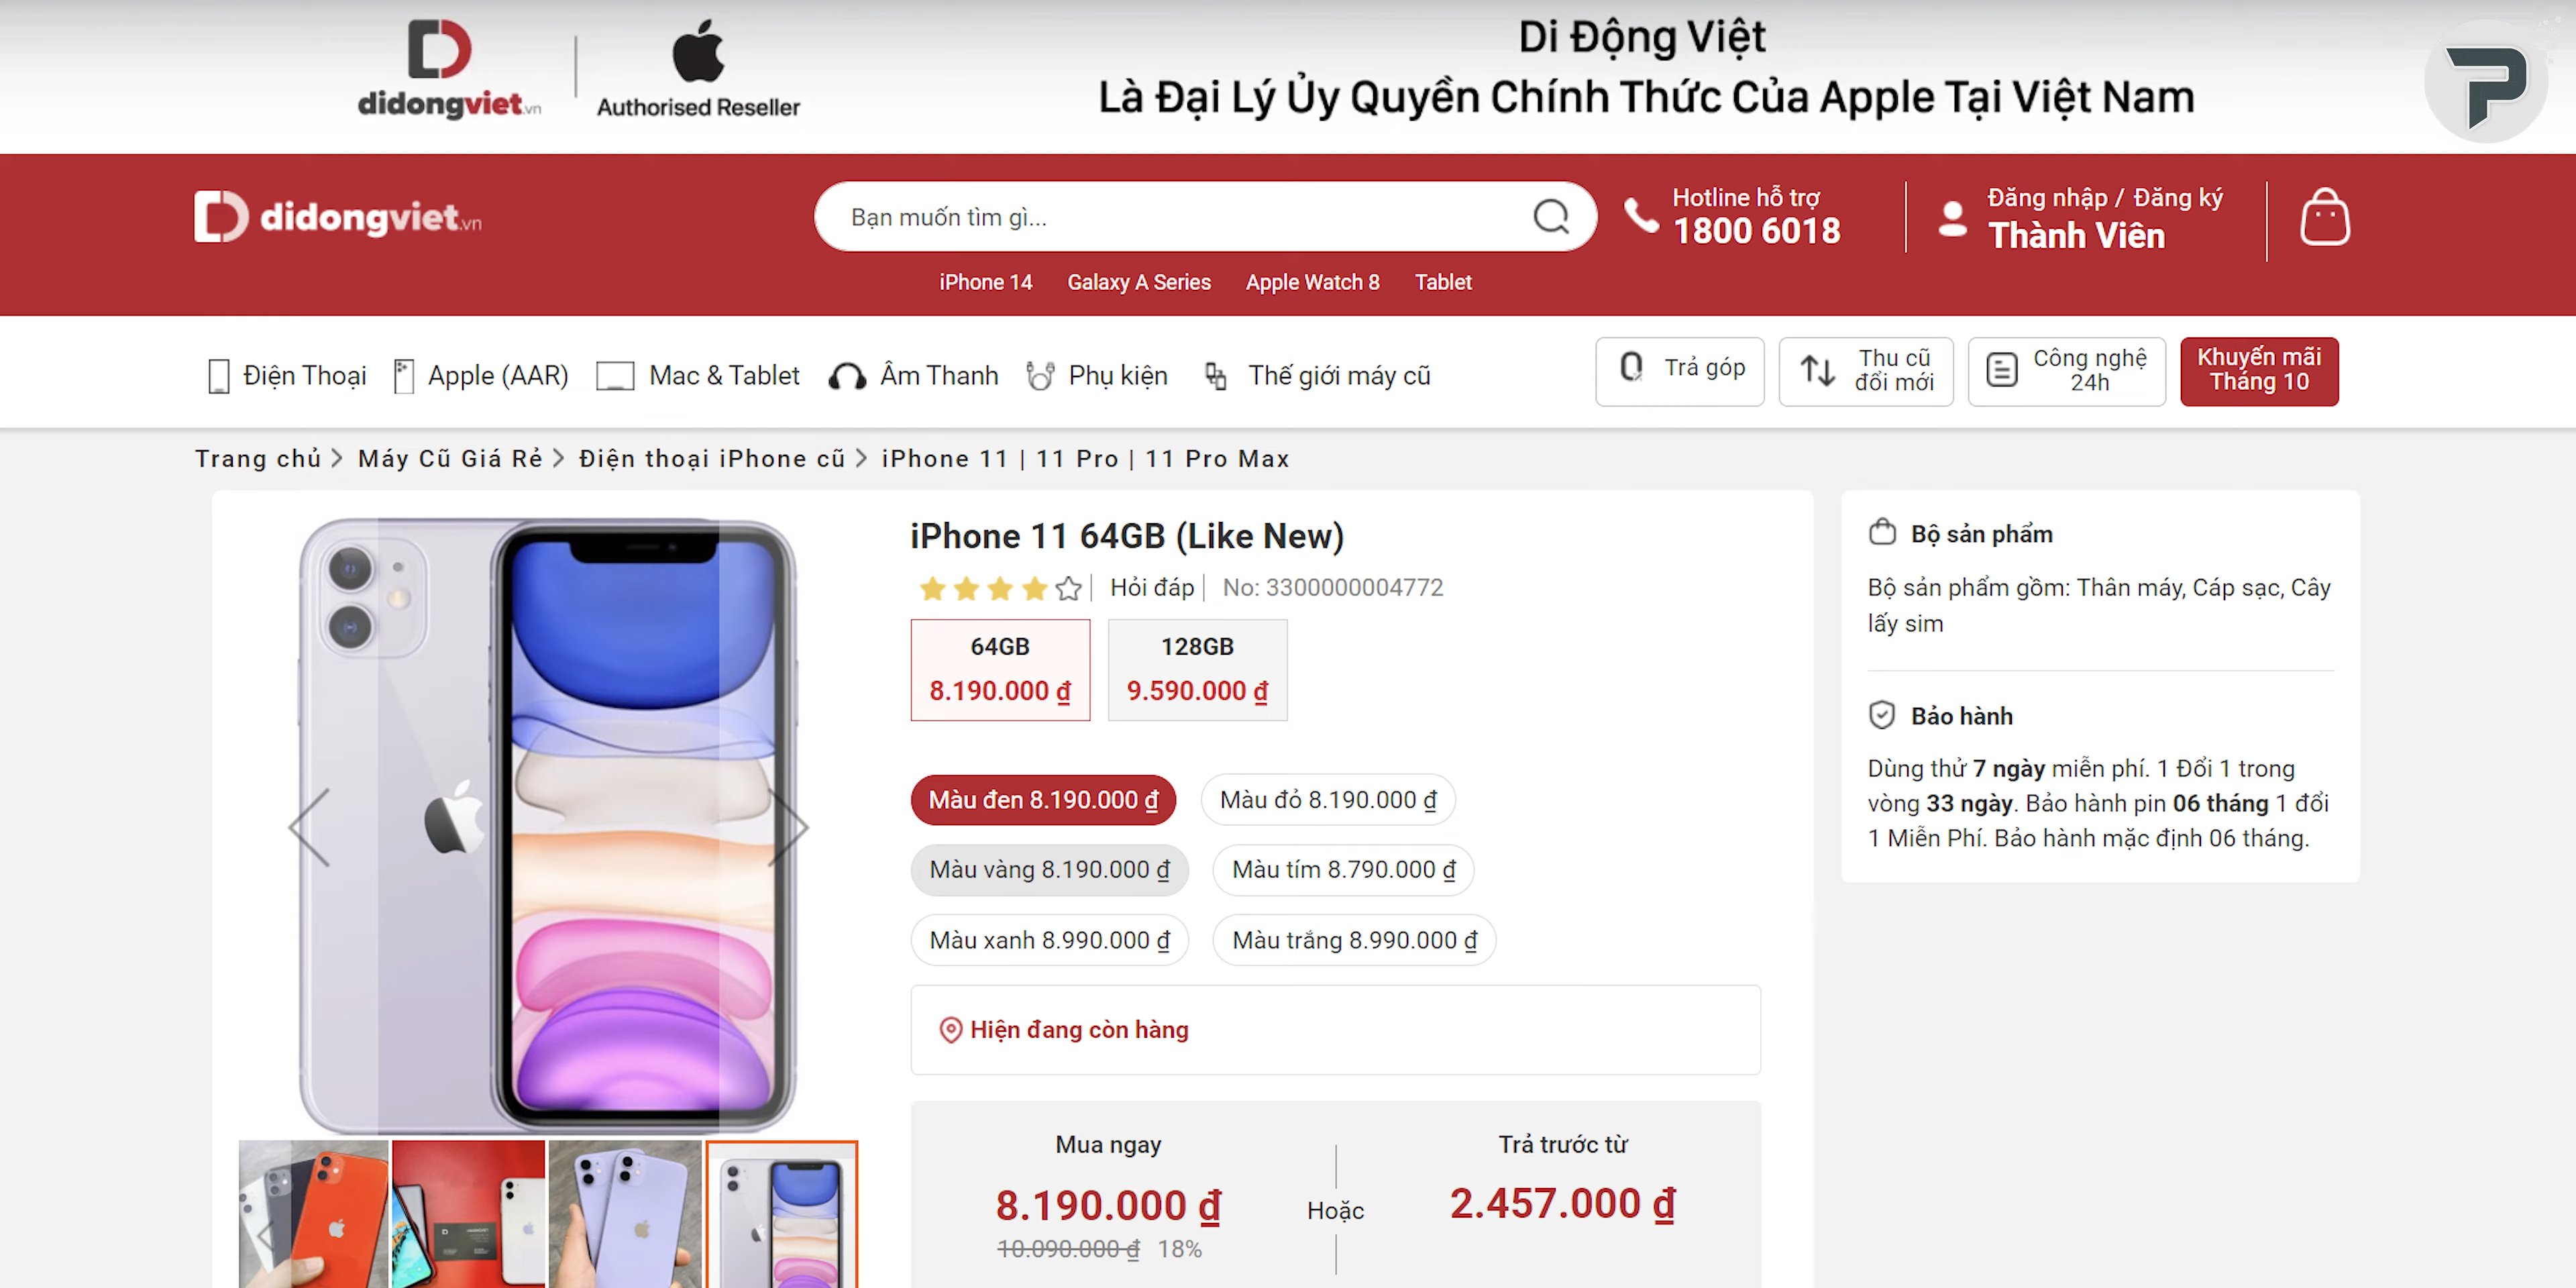 didongviet.vn
Authorised Reseller
Di Động Việt
Là Đại Lý Ủy Quyền Chính Thức Của Apple Tại Việt Nam
didongviet.vn
Bạn muốn tìm gì...
Hotline hỗ trợ
1800 6018
Đăng nhập / Đăng ký
Thành Viên
iPhone 14 Galaxy A Series Apple Watch 8 Tablet
Điện Thoại Apple (AAR) Mac & Tablet Âm Thanh Phụ kiện Thế giới máy cũ
Trả góp
Thu cũ
đổi mới
Công nghệ
24h
Khuyến mãi
Tháng 10
Trang chủ > Máy Cũ Giá Rẻ > Điện thoại iPhone cũ > iPhone 11 | 11 Pro | 11 Pro Max
iPhone 11 64GB (Like New)
Hỏi đáp No: 3300000004772
64GB
8.190.000 ₫
128GB
9.590.000 ₫
Màu đen 8.190.000 ₫
Màu đỏ 8.190.000 ₫
Màu vàng 8.190.000 ₫
Màu tím 8.790.000 ₫
Màu xanh 8.990.000 ₫
Màu trắng 8.990.000 ₫
Hiện đang còn hàng
Mua ngay
8.190.000 ₫
10.090.000 ₫ 18%
Hoặc
Trả trước từ
2.457.000 ₫
Bộ sản phẩm
Bộ sản phẩm gồm: Thân máy, Cáp sạc, Cây
lấy sim
Bảo hành
Dùng thử 7 ngày miễn phí. 1 Đổi 1 trong
vòng 33 ngày. Bảo hành pin 06 tháng 1 đổi
1 Miễn Phí. Bảo hành mặc định 06 tháng.